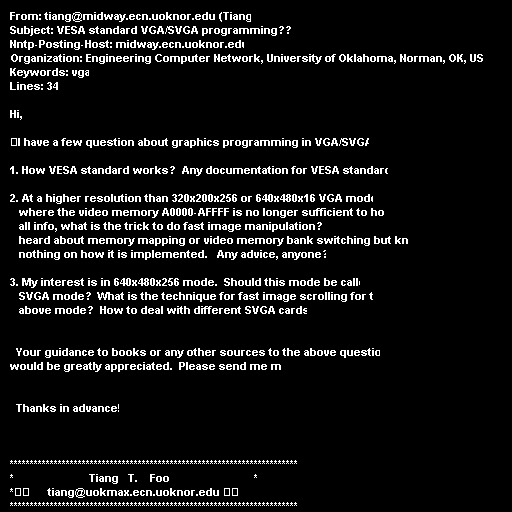 From: tiang@midway.ecn.uoknor.edu (Tiang
Subject: VESA standard VGA/SVGA programming??
Nntp-Posting-Host: midway.ecn.uoknor.edu
Organization: Engineering Computer Network, University of Oklahoma, Norman, OK, US
Keywords: vga
Lines: 34
Hi,
I have a few question about graphics programming in VGA/SVGA
1. How VESA standard works?  Any documentation for VESA standard
2. At a higher resolution than 320x200x256 or 640x480x16 VGA mode
where the video memory A0000-AFFFF is no longer sufficient to ho
all info, what is the trick to do fast image manipulation?
heard about memory mapping or video memory bank switching but kn
nothing on how it is implemented.   Any advice, anyone?
3. My interest is in 640x480x256 mode.  Should this mode be calle
SVGA mode?  What is the technique for fast image scrolling for t
above mode?  How to deal with different SVGA cards
Your guidance to books or any other sources to the above questio
would be greatly appreciated.  Please send me m
Thanks in advance!
************************************************************************
*                         Tiang   T.    Foo                            *
*      tiang@uokmax.ecn.uoknor.edu
************************************************************************